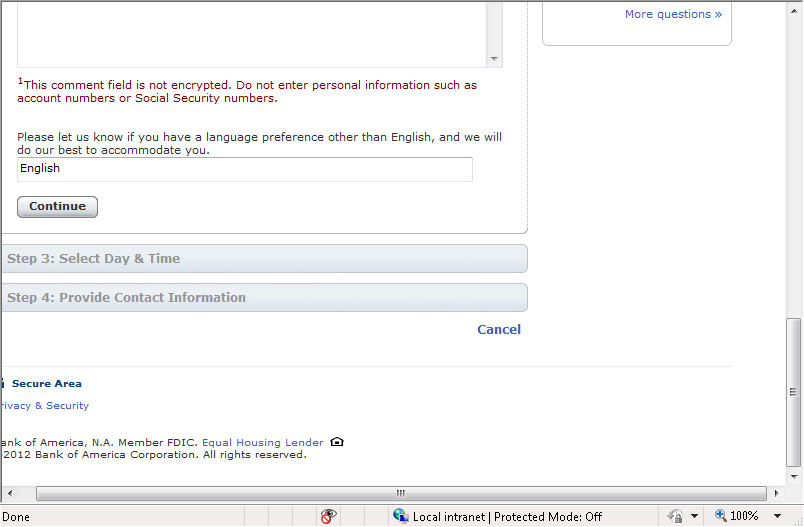 More questions »
1This comment field is not encrypted. Do not enter personal information such as
account numbers or Social Security numbers.
Please let us know if you have a language preference other than English, and we will
do our best to accommodate you.
English
Continue
Step 3: Select Day & Time
Step 4: Provide Contact Information
Cancel
Secure Area
rivacy & Security
ank of America, N.A. Member FDIC. Equal Housing Lender
2012 Bank of America Corporation. All rights reserved.
Done
Local intranet | Protected Mode: Off
100%